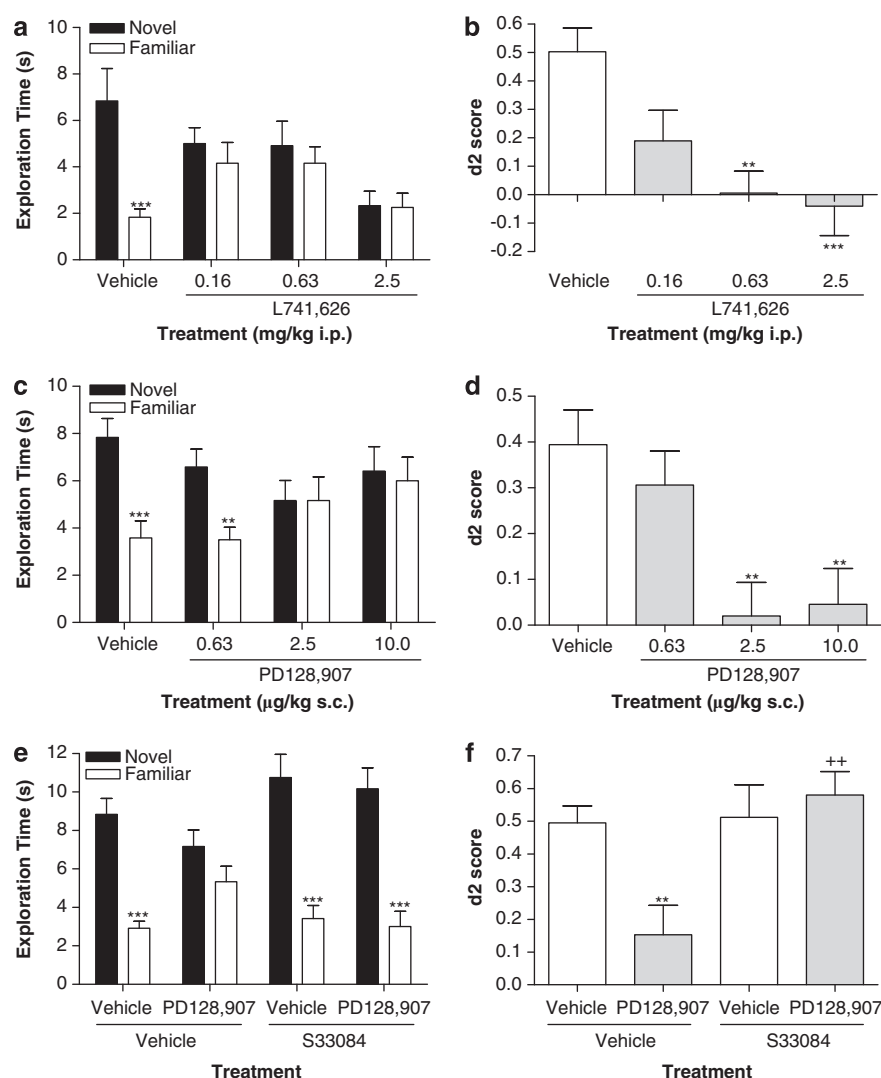 a
Novel
Familiar
Exploration Time (s)
10
8
6
4
2
0
***
Vehicle 0.16 0.63 2.5
L741,626
Treatment (mg/kg i.p.)
b
d2 score
0.6
0.5
0.4
0.3
0.2
0.1
0.0
-0.1
-0.2
**
***
Vehicle 0.16 0.63 2.5
L741,626
Treatment (mg/kg i.p.)
c
Novel
Familiar
Exploration Time (s)
10
8
6
4
2
0
*** **
Vehicle 0.63 2.5 10.0
PD128,907
Treatment (μg/kg s.c.)
d
d2 score
0.5
0.4
0.3
0.2
0.1
0.0
** **
Vehicle 0.63 2.5 10.0
PD128,907
Treatment (μg/kg s.c.)
e
Novel
Familiar
Exploration Time (s)
12
10
8
6
4
2
0
*** *** ***
Vehicle PD128,907 Vehicle PD128,907
Vehicle S33084
Treatment
f
d2 score
0.7
0.6
0.5
0.4
0.3
0.2
0.1
0.0
** ++
Vehicle PD128,907 Vehicle PD128,907
Vehicle S33084
Treatment